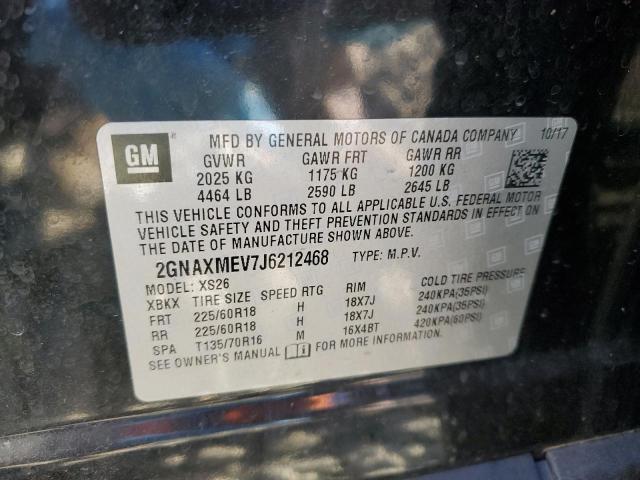 GM
MFD BY GENERAL MOTORS OF CANADA COMPANY 10/17
GVWR GAWR FRT GAWR RR
2025 KG 1175 KG 1200 KG
4464 LB 2590 LB 2645 LB
THIS VEHICLE CONFORMS TO ALL APPLICABLE U.S. FEDERAL MOTOR
VEHICLE SAFETY AND THEFT PREVENTION STANDARDS IN EFFECT ON
THE DATE OF MANUFACTURE SHOWN ABOVE.
2GNAXMEV7J6212468 TYPE: M.P.V.
MODEL: XS26
XBKX TIRE SIZE SPEED RTG RIM COLD TIRE PRESSURE
FRT 225/60R18 H 18X7J 240KPA(35PSI)
RR 225/60R18 H 18X7J 240KPA(35PSI)
SPA T135/70R16 M 16X4BT 420KPA(60PSI)
SEE OWNER'S MANUAL FOR MORE INFORMATION.